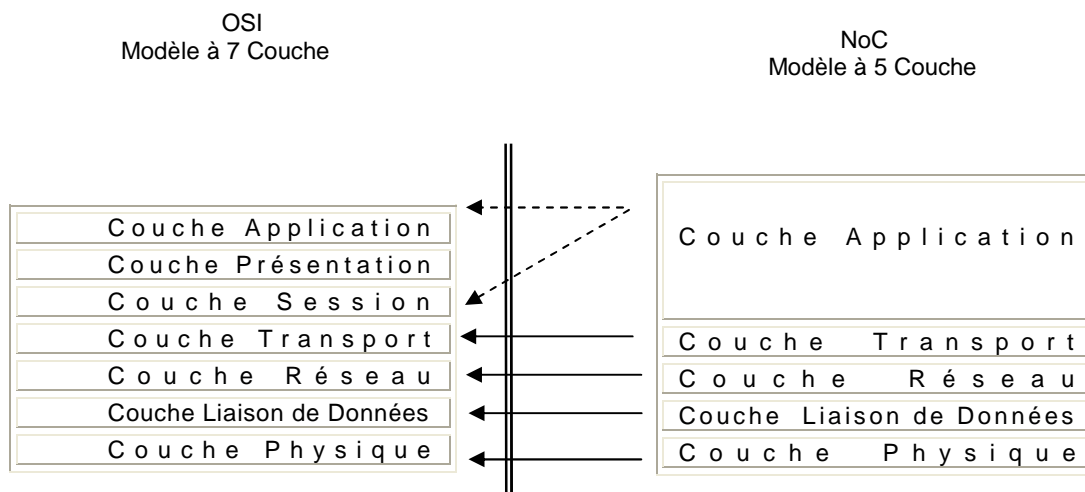 OSI
Modèle à 7 Couche
NoC
Modèle à 5 Couche
Couche Application
Couche Présentation
Couche Session
Couche Transport
Couche Réseau
Couche Liaison de Données
Couche Physique
Couche Application
Couche Transport
Couche Réseau
Couche Liaison de Données
Couche Physique